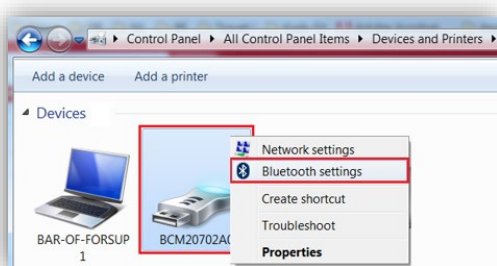 Control Panel ▸ All Control Panel Items ▸ Devices and Printers ▸
Add a device Add a printer
Devices
Network settings
Bluetooth settings
Create shortcut
Troubleshoot
Properties
BAR-OF-FORSUP
1
BCM20702A0